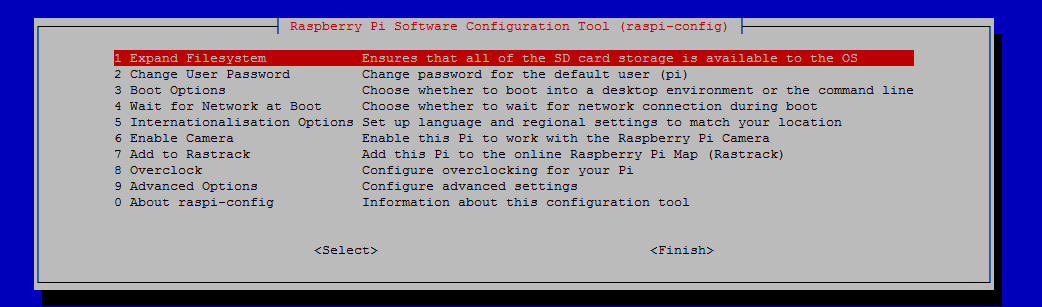 Raspberry Pi Software Configuration Tool (raspi-config)
1 Expand Filesystem Ensures that all of the SD card storage is available to the OS
2 Change User Password Change password for the default user (pi)
3 Boot Options Choose whether to boot into a desktop environment or the command line
4 Wait for Network at Boot Choose whether to wait for network connection during boot
5 Internationalisation Options Set up language and regional settings to match your location
6 Enable Camera Enable this Pi to work with the Raspberry Pi Camera
7 Add to Rastrack Add this Pi to the online Raspberry Pi Map (Rastrack)
8 Overclock Configure overclocking for your Pi
9 Advanced Options Configure advanced settings
0 About raspi-config Information about this configuration tool
<Select> <Finish>